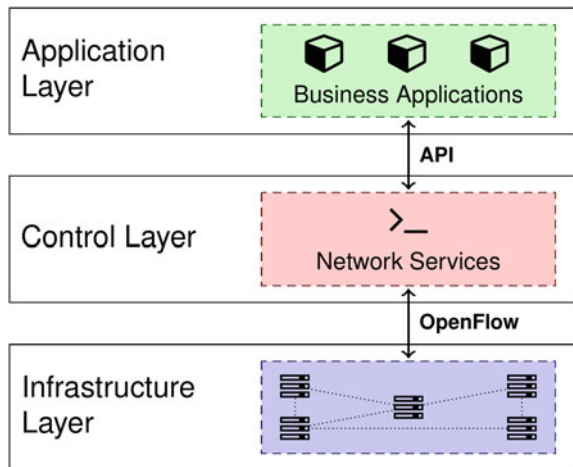 Application
Layer
Business Applications
API
Control Layer
Network Services
OpenFlow
Infrastructure
Layer